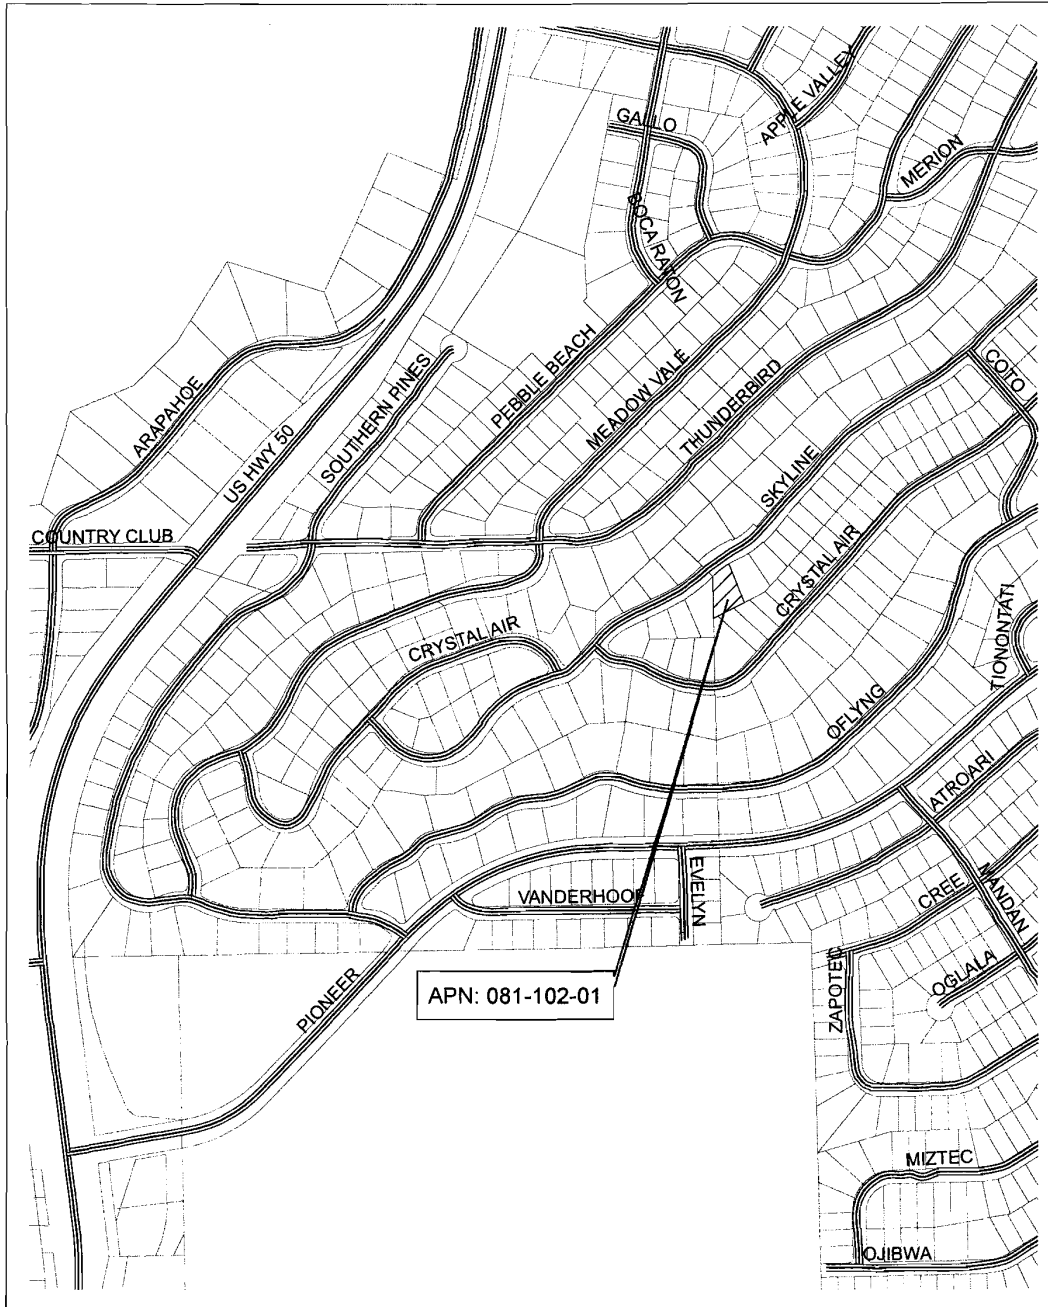 GALLO
APPLE VALLEY
MERION
BOCA RATON
PEBBLE BEACH
MEADOW VALE
THUNDERBIRD
SOUTHERN PINES
ARAPAHOE
US HWY 50
COUNTRY CLUB
COTO
SKYLINE
CRYSTAL AIR
CRYSTAL AIR
TIONONTATI
OFLYNG
ATROARI
MANDAN
CREE
EVELYN
VANDERHOOF
OGLALA
ZAPOTEC
PIONEER
APN: 081-102-01
MIZTEC
OJIBWA